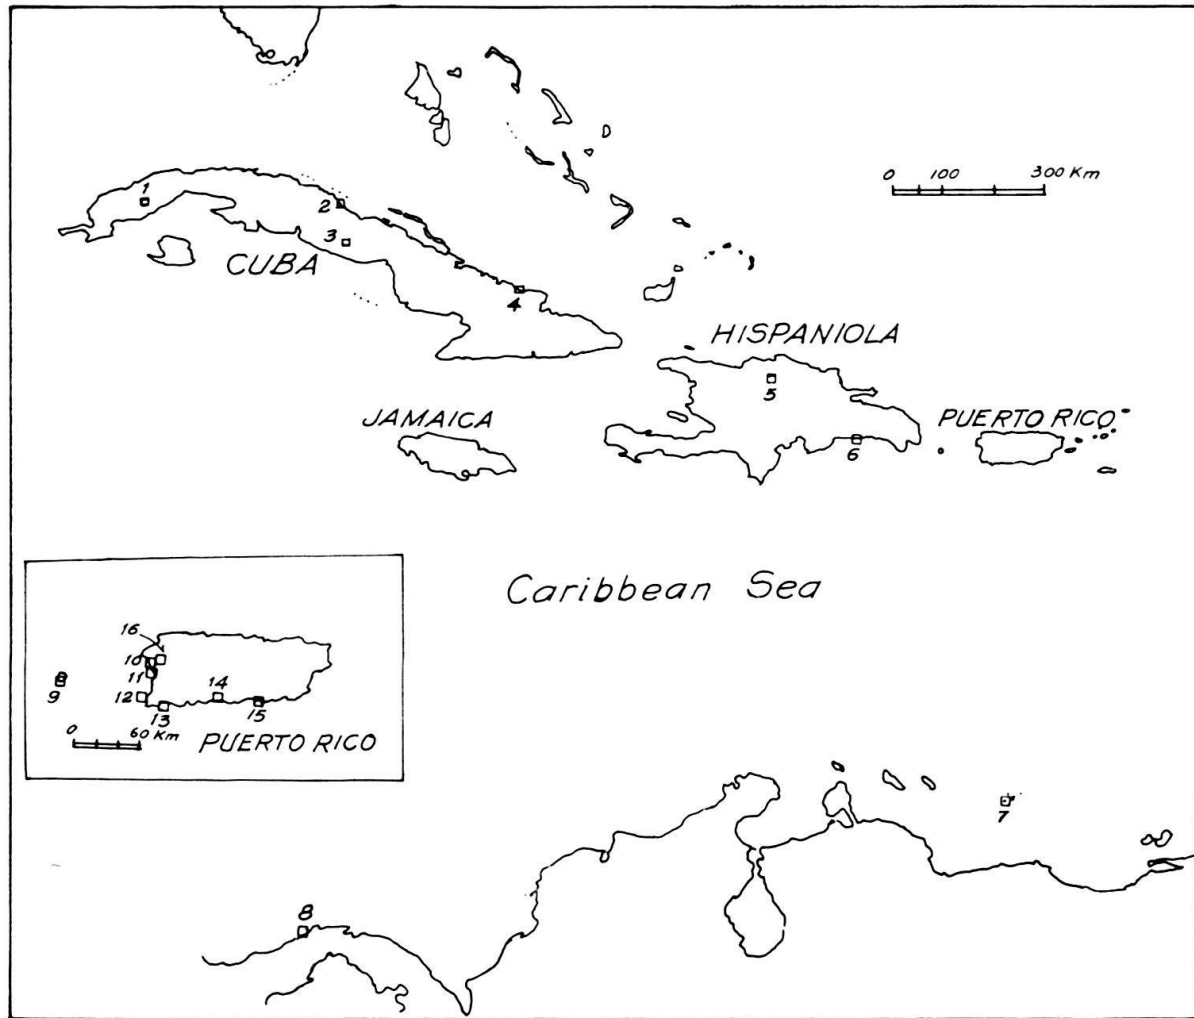 0 100 300 Km
1
2
3
CUBA
4
HISPANIOLA
5
JAMAICA
PUERTO RICO
6
Caribbean Sea
16
10
11
9
12
14
13
15
0 60 Km
PUERTO RICO
7
8